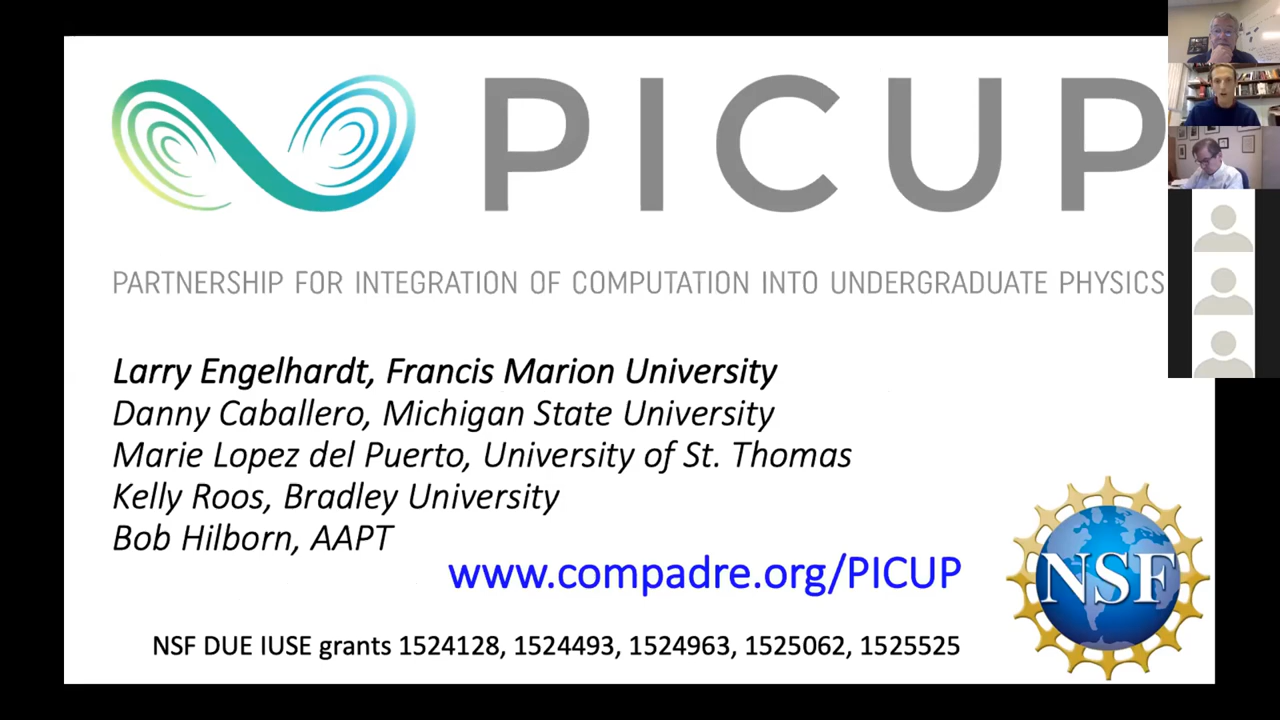 PICUP
PARTNERSHIP FOR INTEGRATION OF COMPUTATION INTO UNDERGRADUATE PHYSICS
Larry Engelhardt, Francis Marion University
Danny Caballero, Michigan State University
Marie Lopez del Puerto, University of St. Thomas
Kelly Roos, Bradley University
Bob Hilborn, AAPT
www.compadre.org/PICUP
NSF
NSF DUE IUSE grants 1524128, 1524493, 1524963, 1525062, 1525525